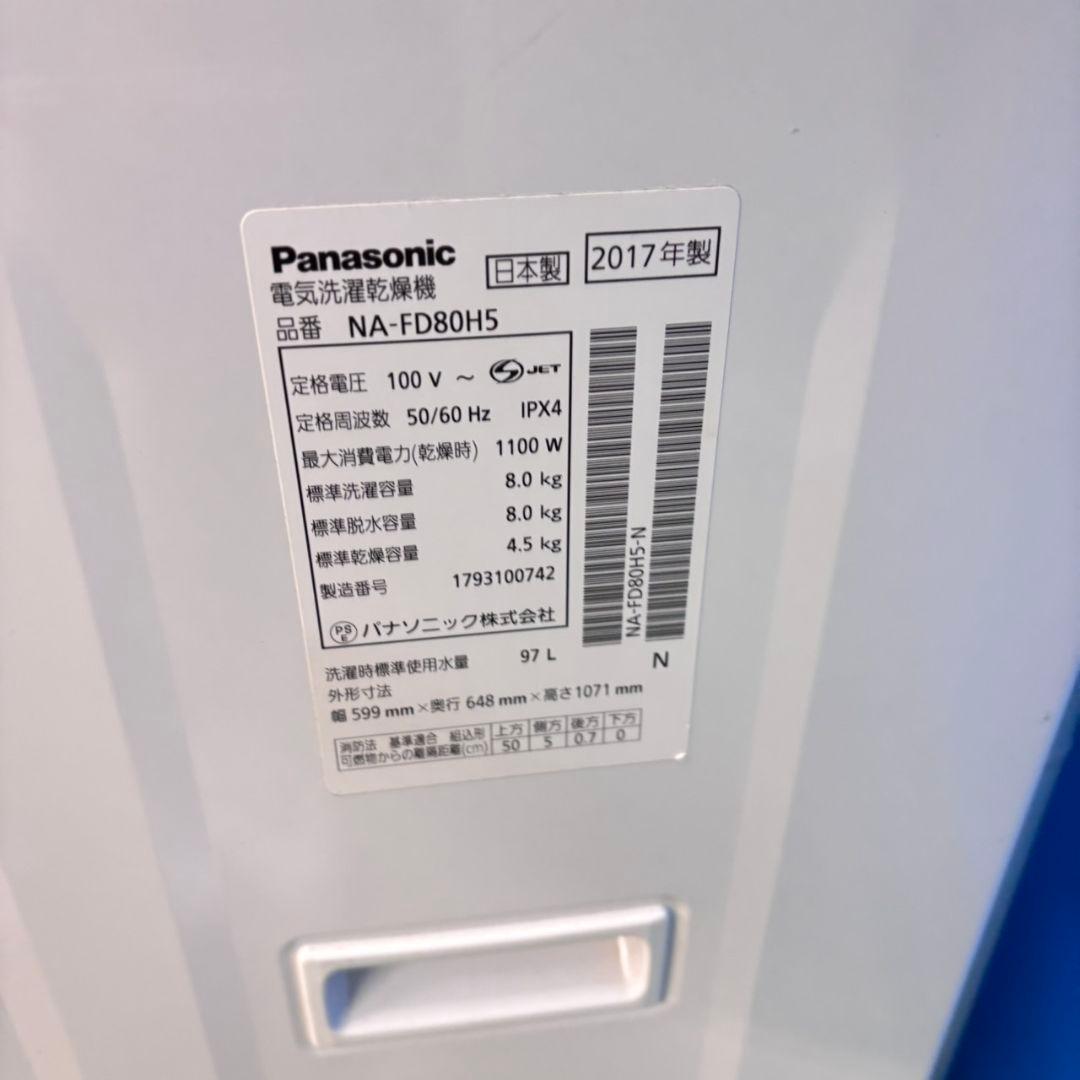 Panasonic
日本製
2017年製
電気洗濯乾燥機
品番 NA-FD80H5
定格電圧 100 V ～ S JET
定格周波数 50/60 Hz IPX4
最大消費電力(乾燥時) 1100 W
標準洗濯容量 8.0 kg
標準脱水容量 8.0 kg
標準乾燥容量 4.5 kg
製造番号 1793100742
PSE パナソニック株式会社
NA-FD80H5-N
N
洗濯時標準使用水量 97 L
外形寸法
幅 599 mm×奥行 648 mm×高さ1071 mm
消防法 基準適合 組込形 上方 側方 後方 下方
可燃物からの離隔距離(cm) 50 5 0.7 0